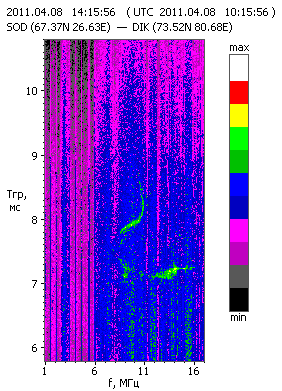 2011.04.08 14:15:56 (UTC 2011.04.08 10:15:56)
SOD (67.37N 26.63E) — DIK (73.52N 80.68E)
max
10
9
Тгр,
мс
8
7
6
min
1 6 11 16
f, МГц